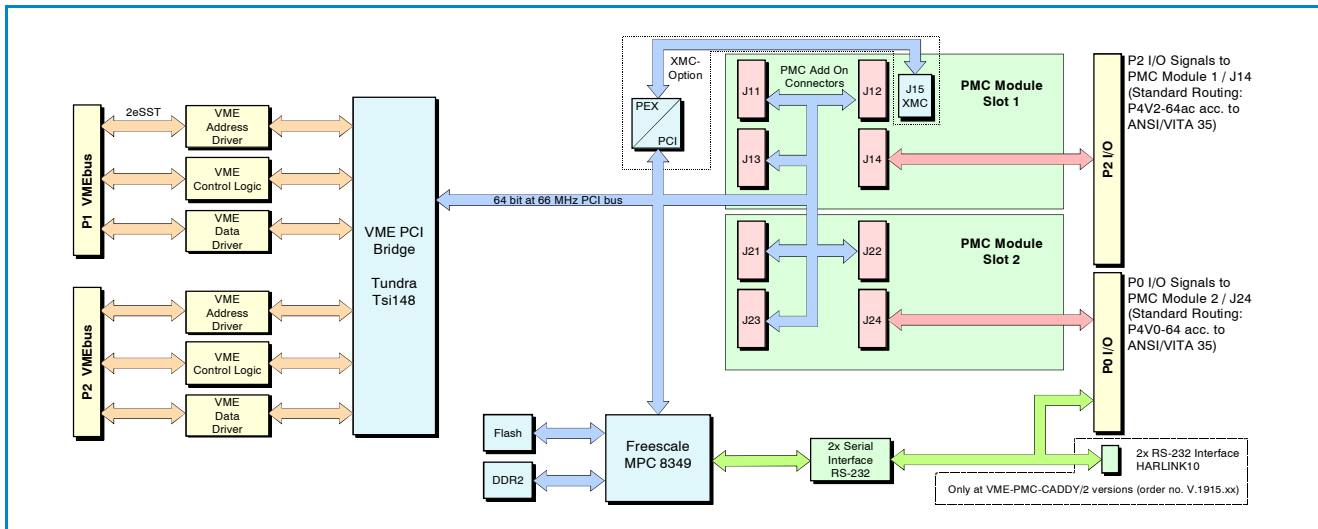 P1 VMEbus
2eSST
VME
Address
Driver
VME
Control Logic
VME
Data
Driver
P2 VMEbus
VME
Address
Driver
VME
Control Logic
VME
Data
Driver
VME PCI
Bridge
Tundra
Tsi148
64 bit at 66 MHz PCI bus
XMC-
Option
PEX
PCI
J11
PMC Add On
Connectors
J12
J15
XMC
PMC Module
Slot 1
J13
J14
J21
J22
PMC Module
Slot 2
J23
J24
P2 I/O
P2 I/O Signals to
PMC Module 1 / J14
(Standard Routing:
P4V2-64ac acc. to
ANSI/VITA 35)
P0 I/O
P0 I/O Signals to
PMC Module 2 / J24
(Standard Routing:
P4V0-64 acc. to
ANSI/VITA 35)
Flash
DDR2
Freescale
MPC 8349
2x Serial
Interface
RS-232
2x RS-232 Interface
HARLINK10
Only at VME-PMC-CADDY/2 versions (order no. V.1915.xx)